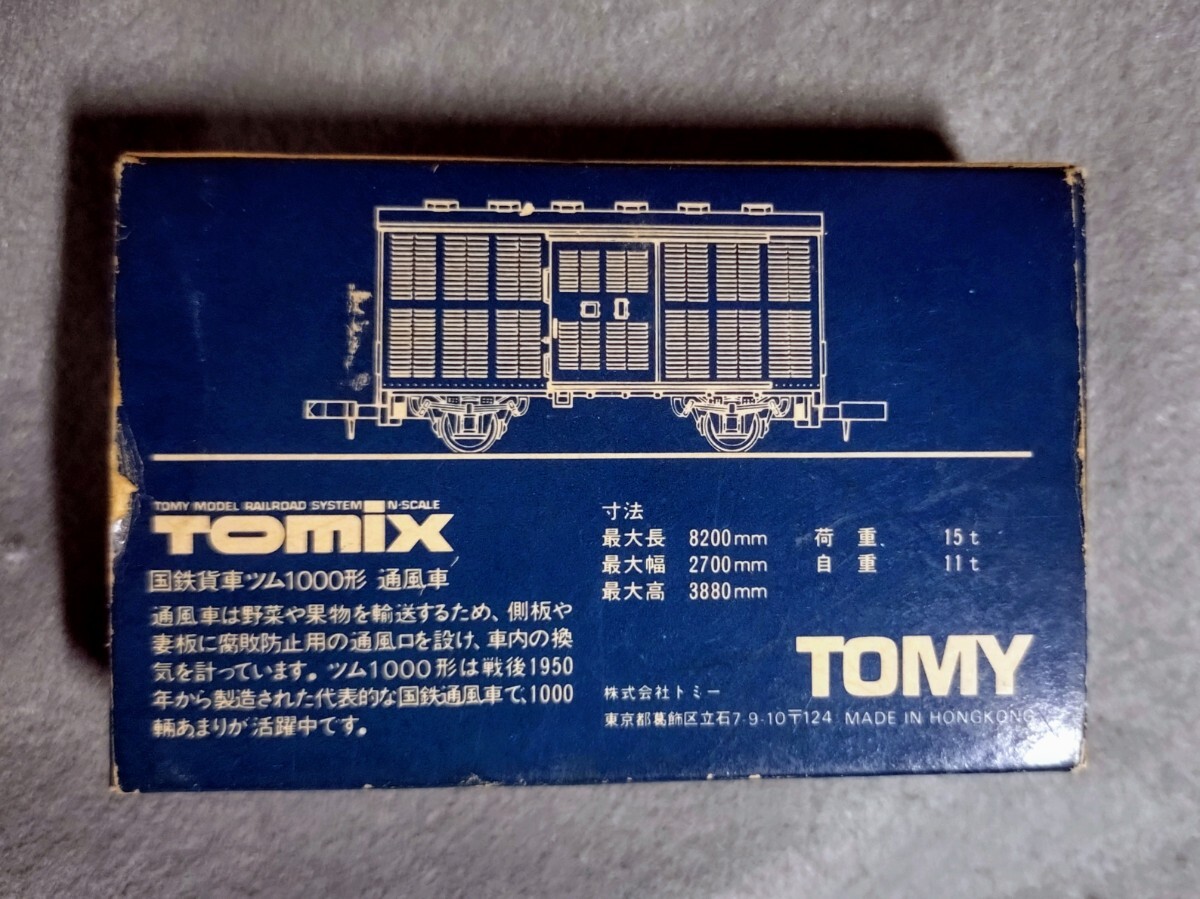 TOMY MODEL RAILROAD SYSTEM N-SCALE
TOMIX
国鉄貨車ツム1000形 通風車
通風車は野菜や果物を輸送するため、側板や
妻板に腐敗防止用の通風口を設け、車内の換
気を計っています。ツム1000形は戦後1950
年から製造された代表的な国鉄通風車で、1000
輛あまりが活躍中です。
寸法
最大長 8200mm 荷重 15t
最大幅 2700mm 自重 11t
最大高 3880mm
TOMY
株式会社トミー
東京都葛飾区立石7-9-10〒124 MADE IN HONGKONG